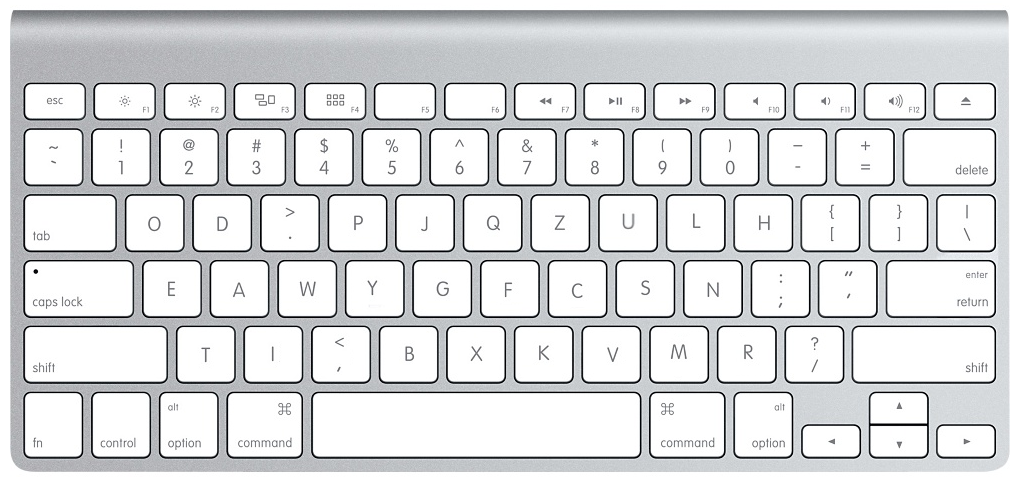 esc F1 F2 F3 F4 F5 F6 F7 F8 F9 F10 F11 F12
~ ! @ # $ % ^ & * ( ) – +
` 1 2 3 4 5 6 7 8 9 0 - = delete
tab O D > . P J Q Z U L H { [ } ] | \
caps lock E A W Y G F C S N : ; “ ‘ enter return
shift T I < , B X K V M R ? / shift
fn control alt option ⌘ command ⌘ command alt option